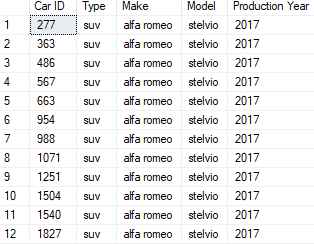 Car ID Type Make Model Production Year
1 277 suv alfa romeo stelvio 2017
2 363 suv alfa romeo stelvio 2017
3 486 suv alfa romeo stelvio 2017
4 567 suv alfa romeo stelvio 2017
5 663 suv alfa romeo stelvio 2017
6 954 suv alfa romeo stelvio 2017
7 988 suv alfa romeo stelvio 2017
8 1071 suv alfa romeo stelvio 2017
9 1251 suv alfa romeo stelvio 2017
10 1504 suv alfa romeo stelvio 2017
11 1540 suv alfa romeo stelvio 2017
12 1827 suv alfa romeo stelvio 2017